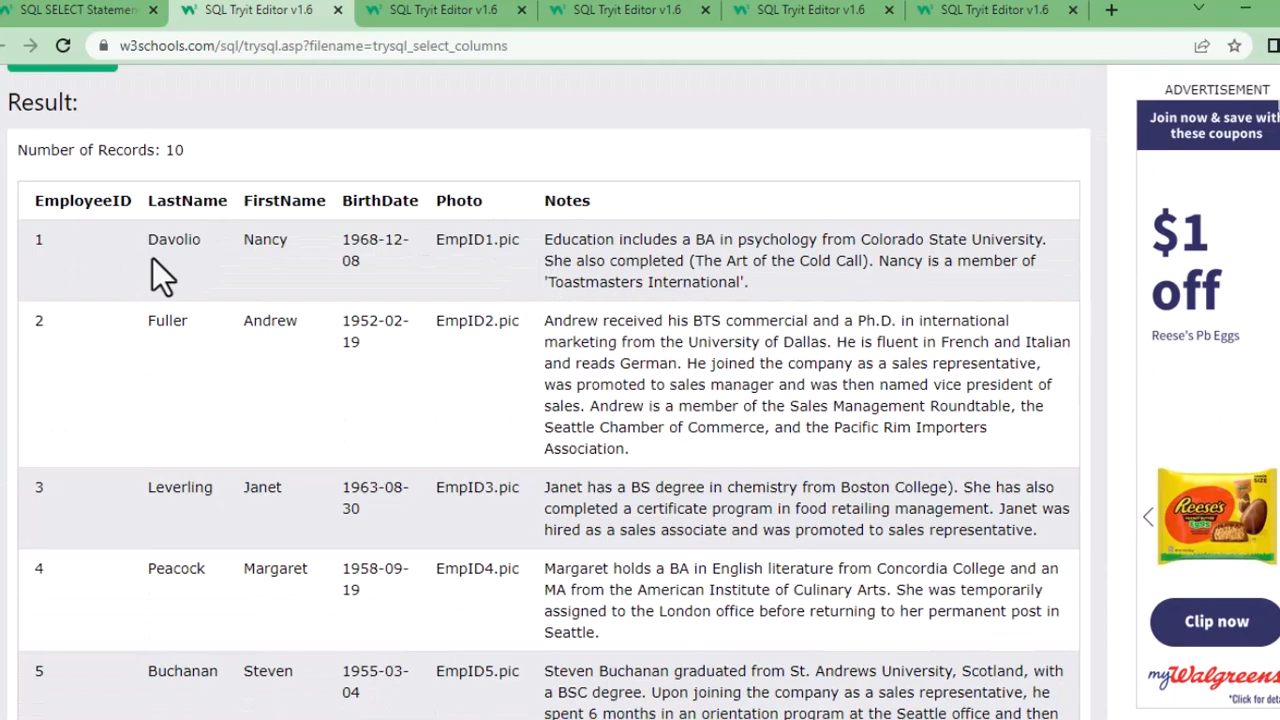 SQL SELECT Statemen
SQL Tryit Editor v1.6
SQL Tryit Editor v1.6
SQL Tryit Editor v1.6
SQL Tryit Editor v1.6
SQL Tryit Editor v1.6
w3schools.com/sql/trysql.asp?filename=trysql_select_columns
Result:
Number of Records: 10
EmployeeID LastName FirstName BirthDate Photo Notes
1 Davolio Nancy 1968-12- EmpID1.pic Education includes a BA in psychology from Colorado State University.
08 She also completed (The Art of the Cold Call). Nancy is a member of
'Toastmasters International'.
2 Fuller Andrew 1952-02- EmpID2.pic Andrew received his BTS commercial and a Ph.D. in international
19 marketing from the University of Dallas. He is fluent in French and Italian
and reads German. He joined the company as a sales representative,
was promoted to sales manager and was then named vice president of
sales. Andrew is a member of the Sales Management Roundtable, the
Seattle Chamber of Commerce, and the Pacific Rim Importers
Association.
3 Leverling Janet 1963-08- EmpID3.pic Janet has a BS degree in chemistry from Boston College). She has also
30 completed a certificate program in food retailing management. Janet was
hired as a sales associate and was promoted to sales representative.
4 Peacock Margaret 1958-09- EmpID4.pic Margaret holds a BA in English literature from Concordia College and an
19 MA from the American Institute of Culinary Arts. She was temporarily
assigned to the London office before returning to her permanent post in
Seattle.
5 Buchanan Steven 1955-03- EmpID5.pic Steven Buchanan graduated from St. Andrews University, Scotland, with
04 a BSC degree. Upon joining the company as a sales representative, he
spent 6 months in an orientation program at the Seattle office and then
ADVERTISEMENT
Join now & save with
these coupons
$1
off
Reese's Pb Eggs
Reese's
EGGS
Clip now
myWalgreens
*Click for deta